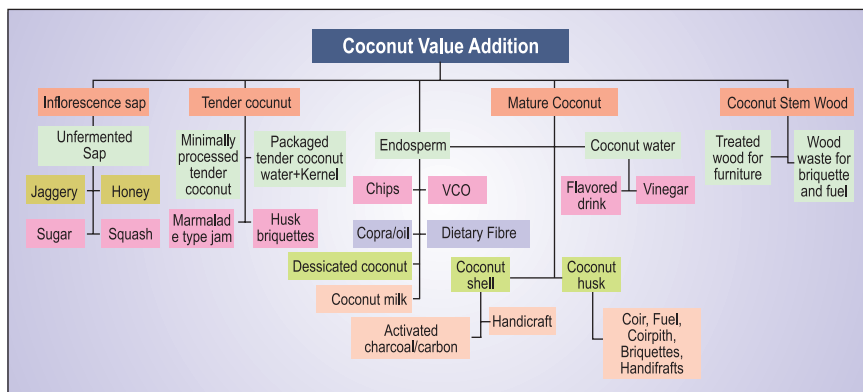 Coconut Value Addition
Inflorescence sap
Tender cocunut
Mature Coconut
Coconut Stem Wood
Unfermented
Sap
Minimally
processed
tender
coconut
Packaged
tender coconut
water+Kernel
Endosperm
Coconut water
Treated
wood for
furniture
Wood
waste for
briquette
and fuel
Jaggery
Honey
Chips
VCO
Flavored
drink
Vinegar
Sugar
Squash
Marmalad
e type jam
Husk
briquettes
Copra/oil
Dietary Fibre
Dessicated coconut
Coconut
shell
Coconut
husk
Coconut milk
Activated
charcoal/carbon
Handicraft
Coir, Fuel,
Coirpith,
Briquettes,
Handifrafts